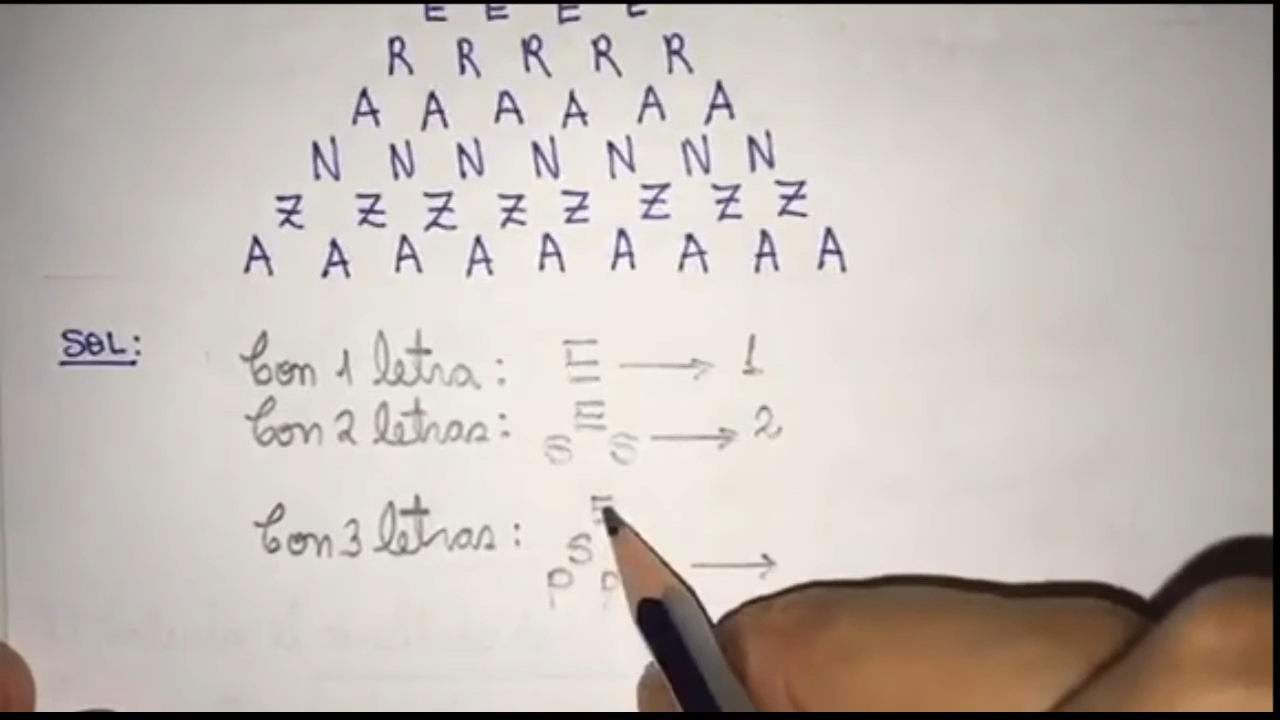 E E E E
R R R R R
A A A A A A
N N N N N N N
Z Z Z Z Z Z Z Z
A A A A A A A A A
SOL:
Con 1 letra: E → 1
Con 2 letras: E
S S → 2
Con 3 letras: E
S
P P →